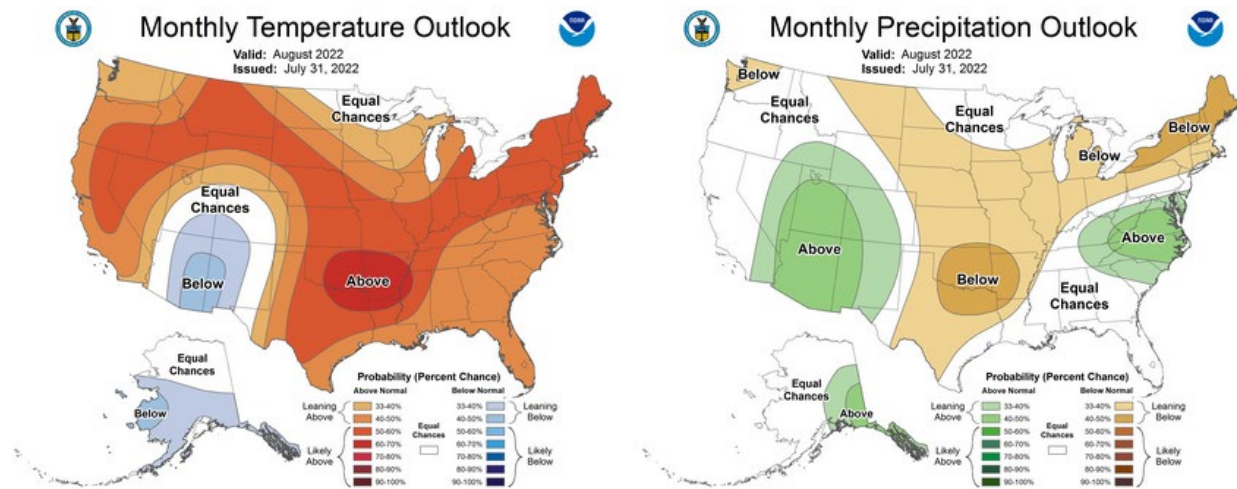 Monthly Temperature Outlook
Valid: August 2022
Issued: July 31, 2022
Equal
Chances
Equal
Chances
Below
Above
Equal
Chances
Below
Probability (Percent Chance)
Above Normal
Below Normal
Leaning
Above
33-40%
40-50%
Likely
Above
50-60%
60-70%
70-80%
80-90%
90-100%
Equal
Chances
33-40%
40-50%
Leaning
Below
50-60%
60-70%
70-80%
80-90%
90-100%
Likely
Below
NOAA
Monthly Precipitation Outlook
Valid: August 2022
Issued: July 31, 2022
Below
Equal
Chances
Equal
Chances
Below
Below
Above
Below
Above
Equal
Chances
Equal
Chances
Above
Probability (Percent Chance)
Above Normal
Below Normal
Leaning
Above
33-40%
40-50%
Likely
Above
50-60%
60-70%
70-80%
80-90%
90-100%
Equal
Chances
33-40%
40-50%
Leaning
Below
50-60%
60-70%
70-80%
80-90%
90-100%
Likely
Below
NOAA